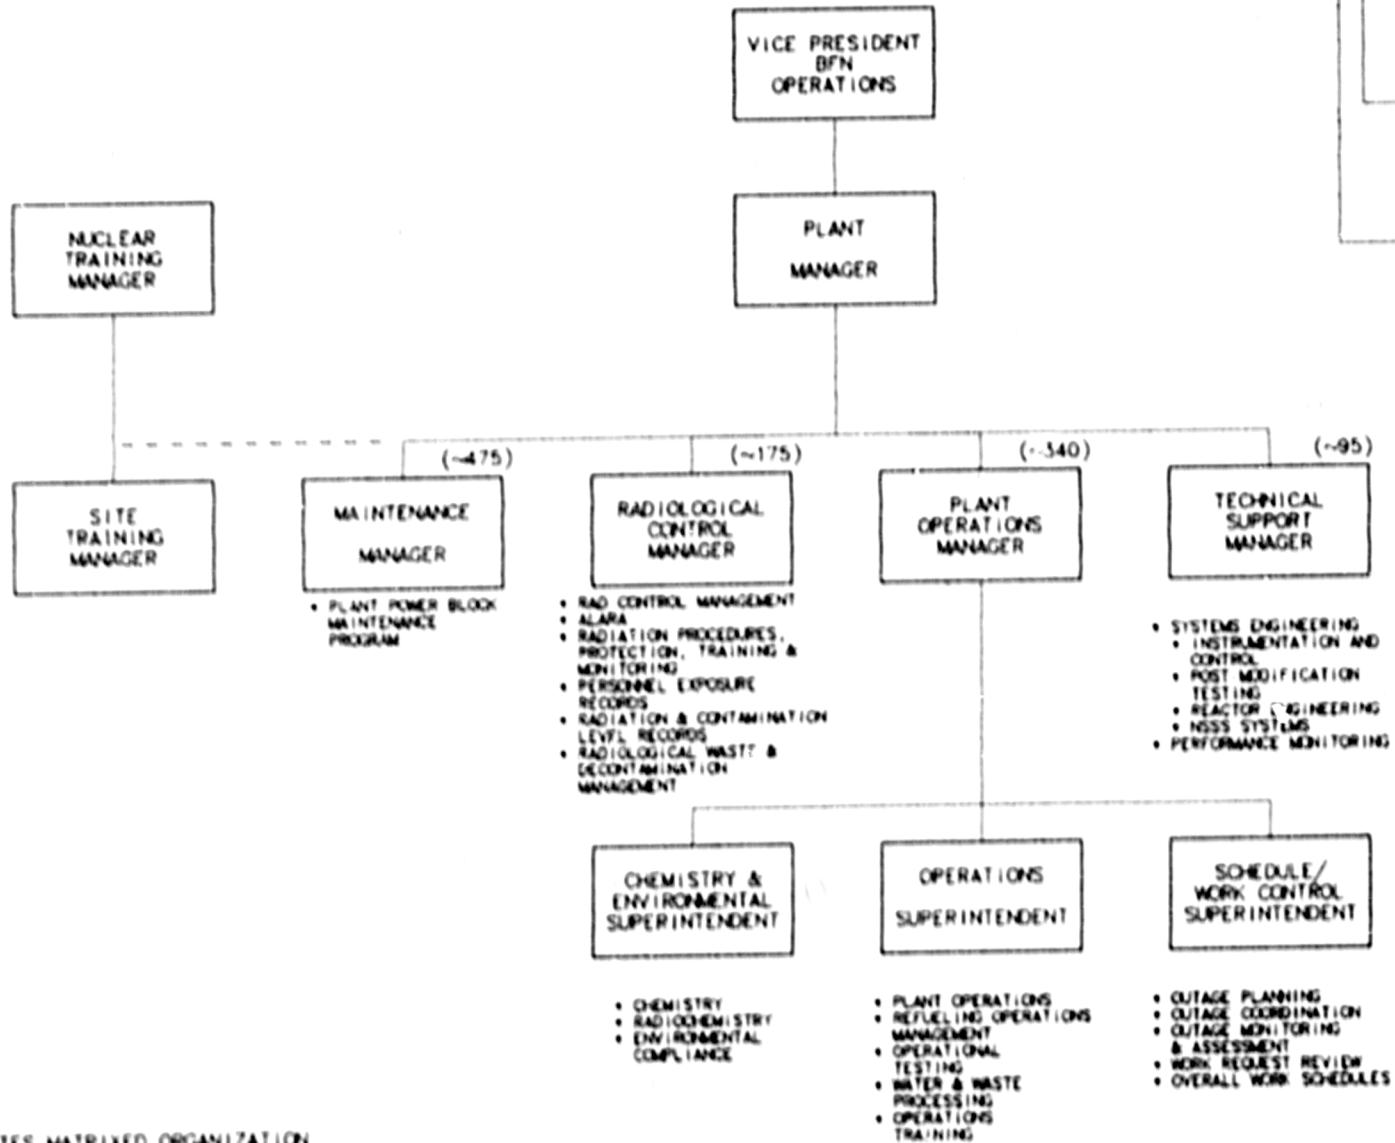 VICE PRESIDENT
BFN
OPERATIONS
PLANT
MANAGER
NUCLEAR
TRAINING
MANAGER
(~475)
(~175)
(~340)
(~95)
SITE
TRAINING
MANAGER
MAINTENANCE
MANAGER
RADIOLOGICAL
CONTROL
MANAGER
PLANT
OPERATIONS
MANAGER
TECHNICAL
SUPPORT
MANAGER
• PLANT POWER BLOCK
MAINTENANCE
PROGRAM
• RAD CONTROL MANAGEMENT
• ALARA
• RADIATION PROCEDURES,
PROTECTION, TRAINING &
MONITORING
• PERSONNEL EXPOSURE
RECORDS
• RADIATION & CONTAMINATION
LEVEL RECORDS
• RADIOLOGICAL WASTE &
DECONTAMINATION
MANAGEMENT
• SYSTEMS ENGINEERING
• INSTRUMENTATION AND
CONTROL
• POST MODIFICATION
TESTING
• REACTOR ENGINEERING
• NSSS SYSTEMS
• PERFORMANCE MONITORING
CHEMISTRY &
ENVIRONMENTAL
SUPERINTENDENT
OPERATIONS
SUPERINTENDENT
SCHEDULE/
WORK CONTROL
SUPERINTENDENT
• CHEMISTRY
• RADIOCHEMISTRY
• ENVIRONMENTAL
COMPLIANCE
• PLANT OPERATIONS
• REFUELING OPERATIONS
MANAGEMENT
• OPERATIONAL
TESTING
• WATER & WASTE
PROCESSING
• OPERATIONS
TRAINING
• OUTAGE PLANNING
• OUTAGE COORDINATION
• OUTAGE MONITORING
& ASSESSMENT
• WORK REQUEST REVIEW
• OVERALL WORK SCHEDULES
MATRIXED ORGANIZATION